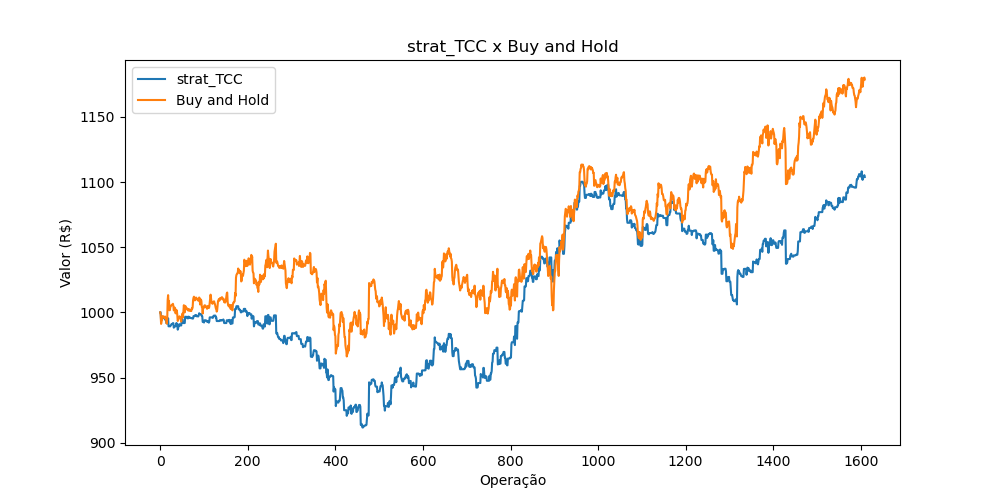 strat_TCC x Buy and Hold
strat_TCC
Buy and Hold
Valor (R$)
1150
1100
1050
1000
950
900
0 200 400 600 800 1000 1200 1400 1600
Operação